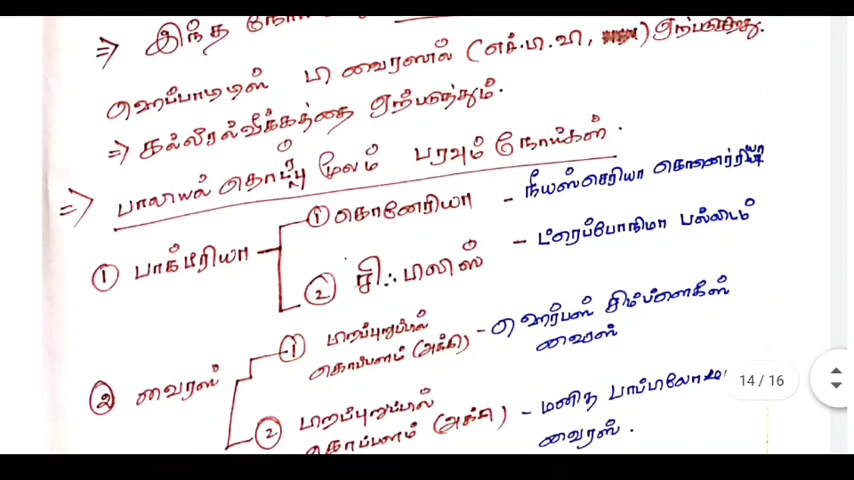 ⇒ இந்த
ஹெப்பாடிடிஸ் பி வைரஸால் (எச்.பி.வி, ) ஏற்படுகிறது.
⇒ கல்லீரல்வீக்கத்தை ஏற்படுத்தும்.
⇒ பாலியல் தொடர்பு மூலம் பரவும் நோய்கள்.
① பாக்டீரியா
① கொனேரியா - நீயஸ்செரியா
② சிஃபிலிஸ் - ட்ரைப்போநிமா பல்லிடம்
② வைரஸ்
① பிறப்புறுப்பில் கொப்பளம் (அக்கி) - ஹெர்பஸ் சிம்ப்ளெக்ஸ் வைரஸ்
② பிறப்புறுப்பில் கொப்பளம் (அக்கி) - மனித வைரஸ்.
14 / 16